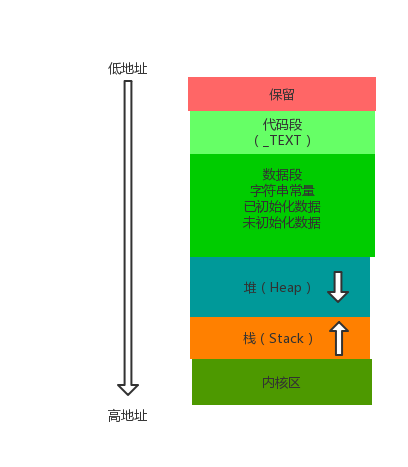 低地址
保留
代码段
（_TEXT）
数据段
字符串常量
已初始化数据
未初始化数据
堆（Heap）
栈（Stack）
内核区
高地址